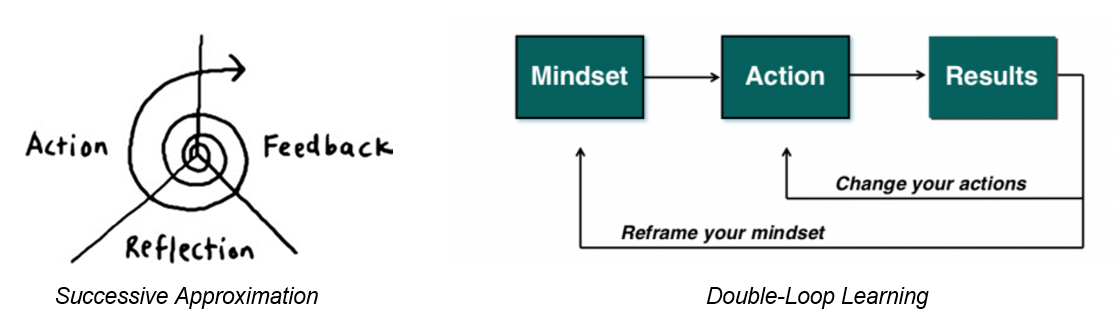 Action
Feedback
Reflection
Successive Approximation
Mindset
Action
Results
Change your actions
Reframe your mindset
Double-Loop Learning